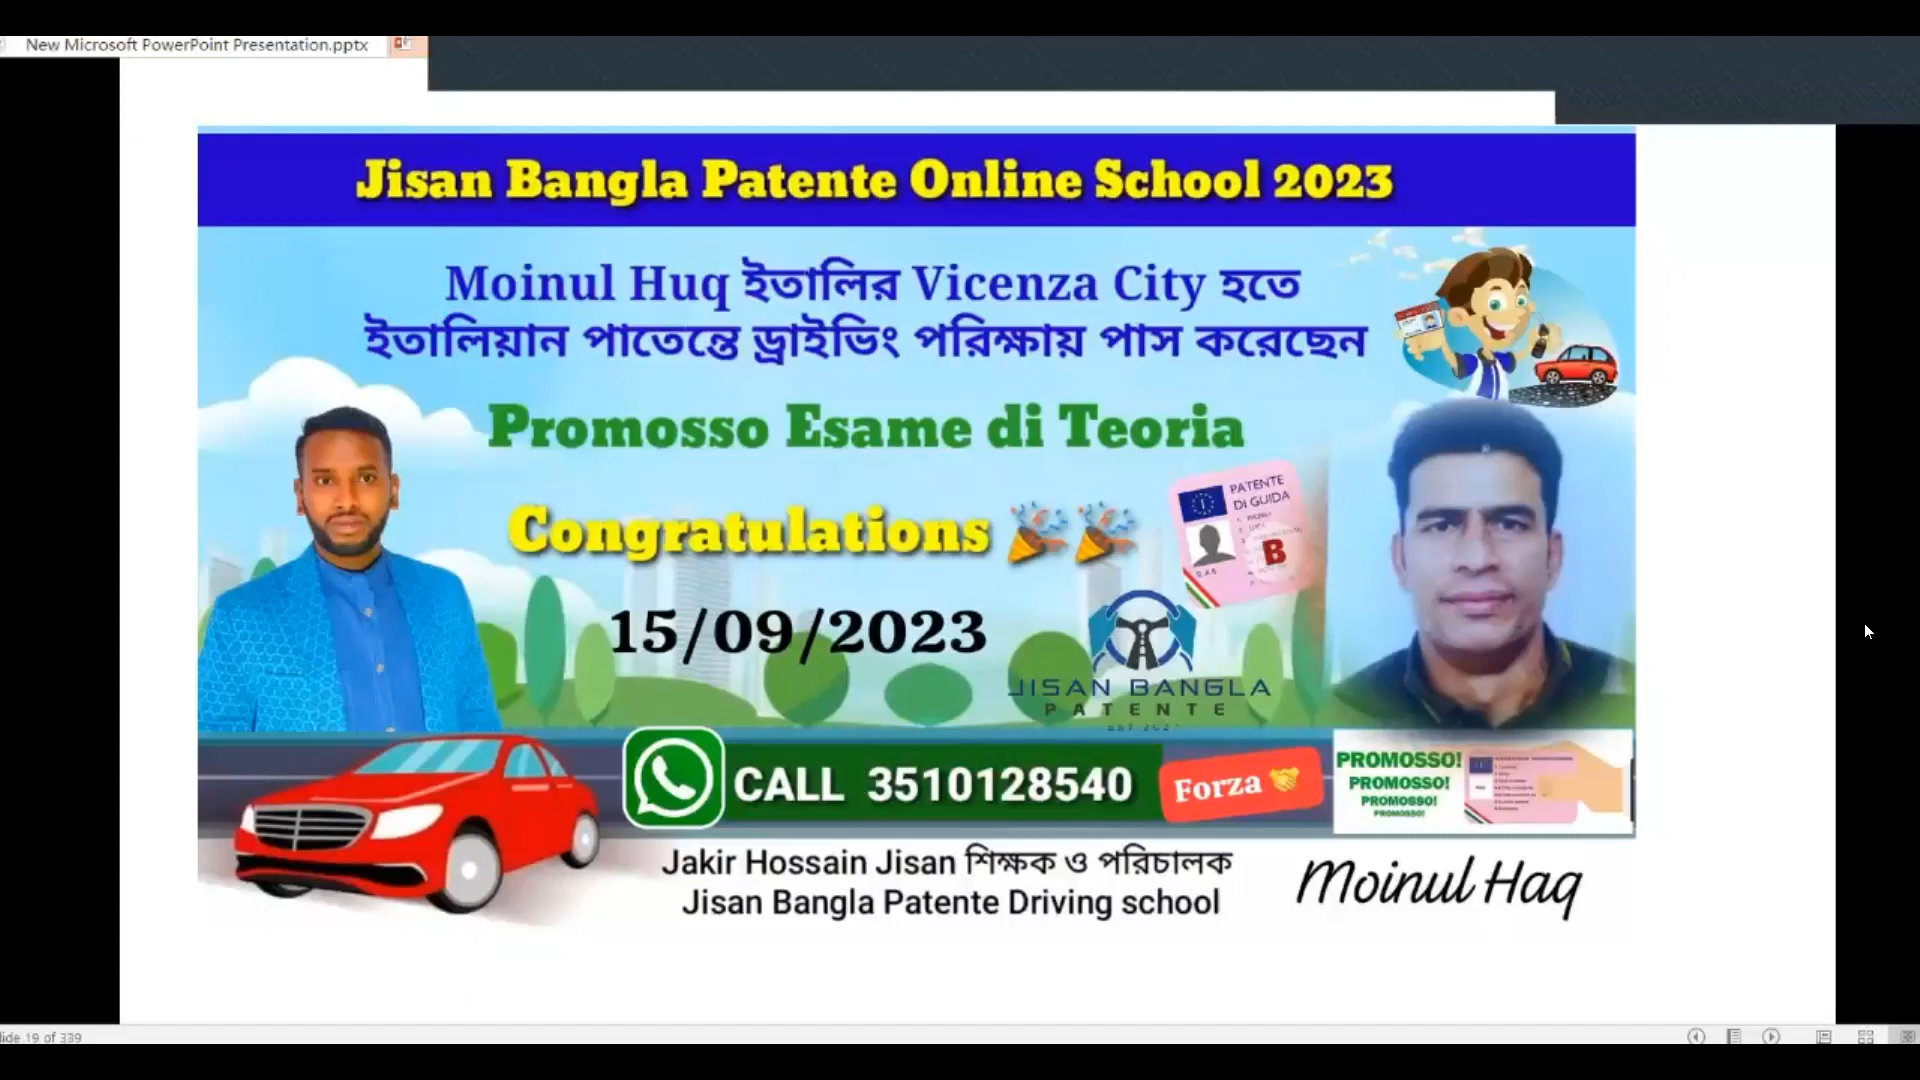 New Microsoft PowerPoint Presentation.pptx
Jisan Bangla Patente Online School 2023
Moinul Huq ইতালির Vicenza City হতে
ইতালিয়ান পাতেন্তে ড্রাইভিং পরিক্ষায় পাস করেছেন
Promosso Esame di Teoria
Congratulations 🎉🎉
PATENTE
DI GUIDA
B
15/09/2023
JISAN BANGLA
PATENTE
CALL 3510128540
Forza 🤝
PROMOSSO!
PROMOSSO!
PROMOSSO!
PROMOSSO!
Jakir Hossain Jisan শিক্ষক ও পরিচালক
Jisan Bangla Patente Driving school
Moinul Haq
lide 19 of 339